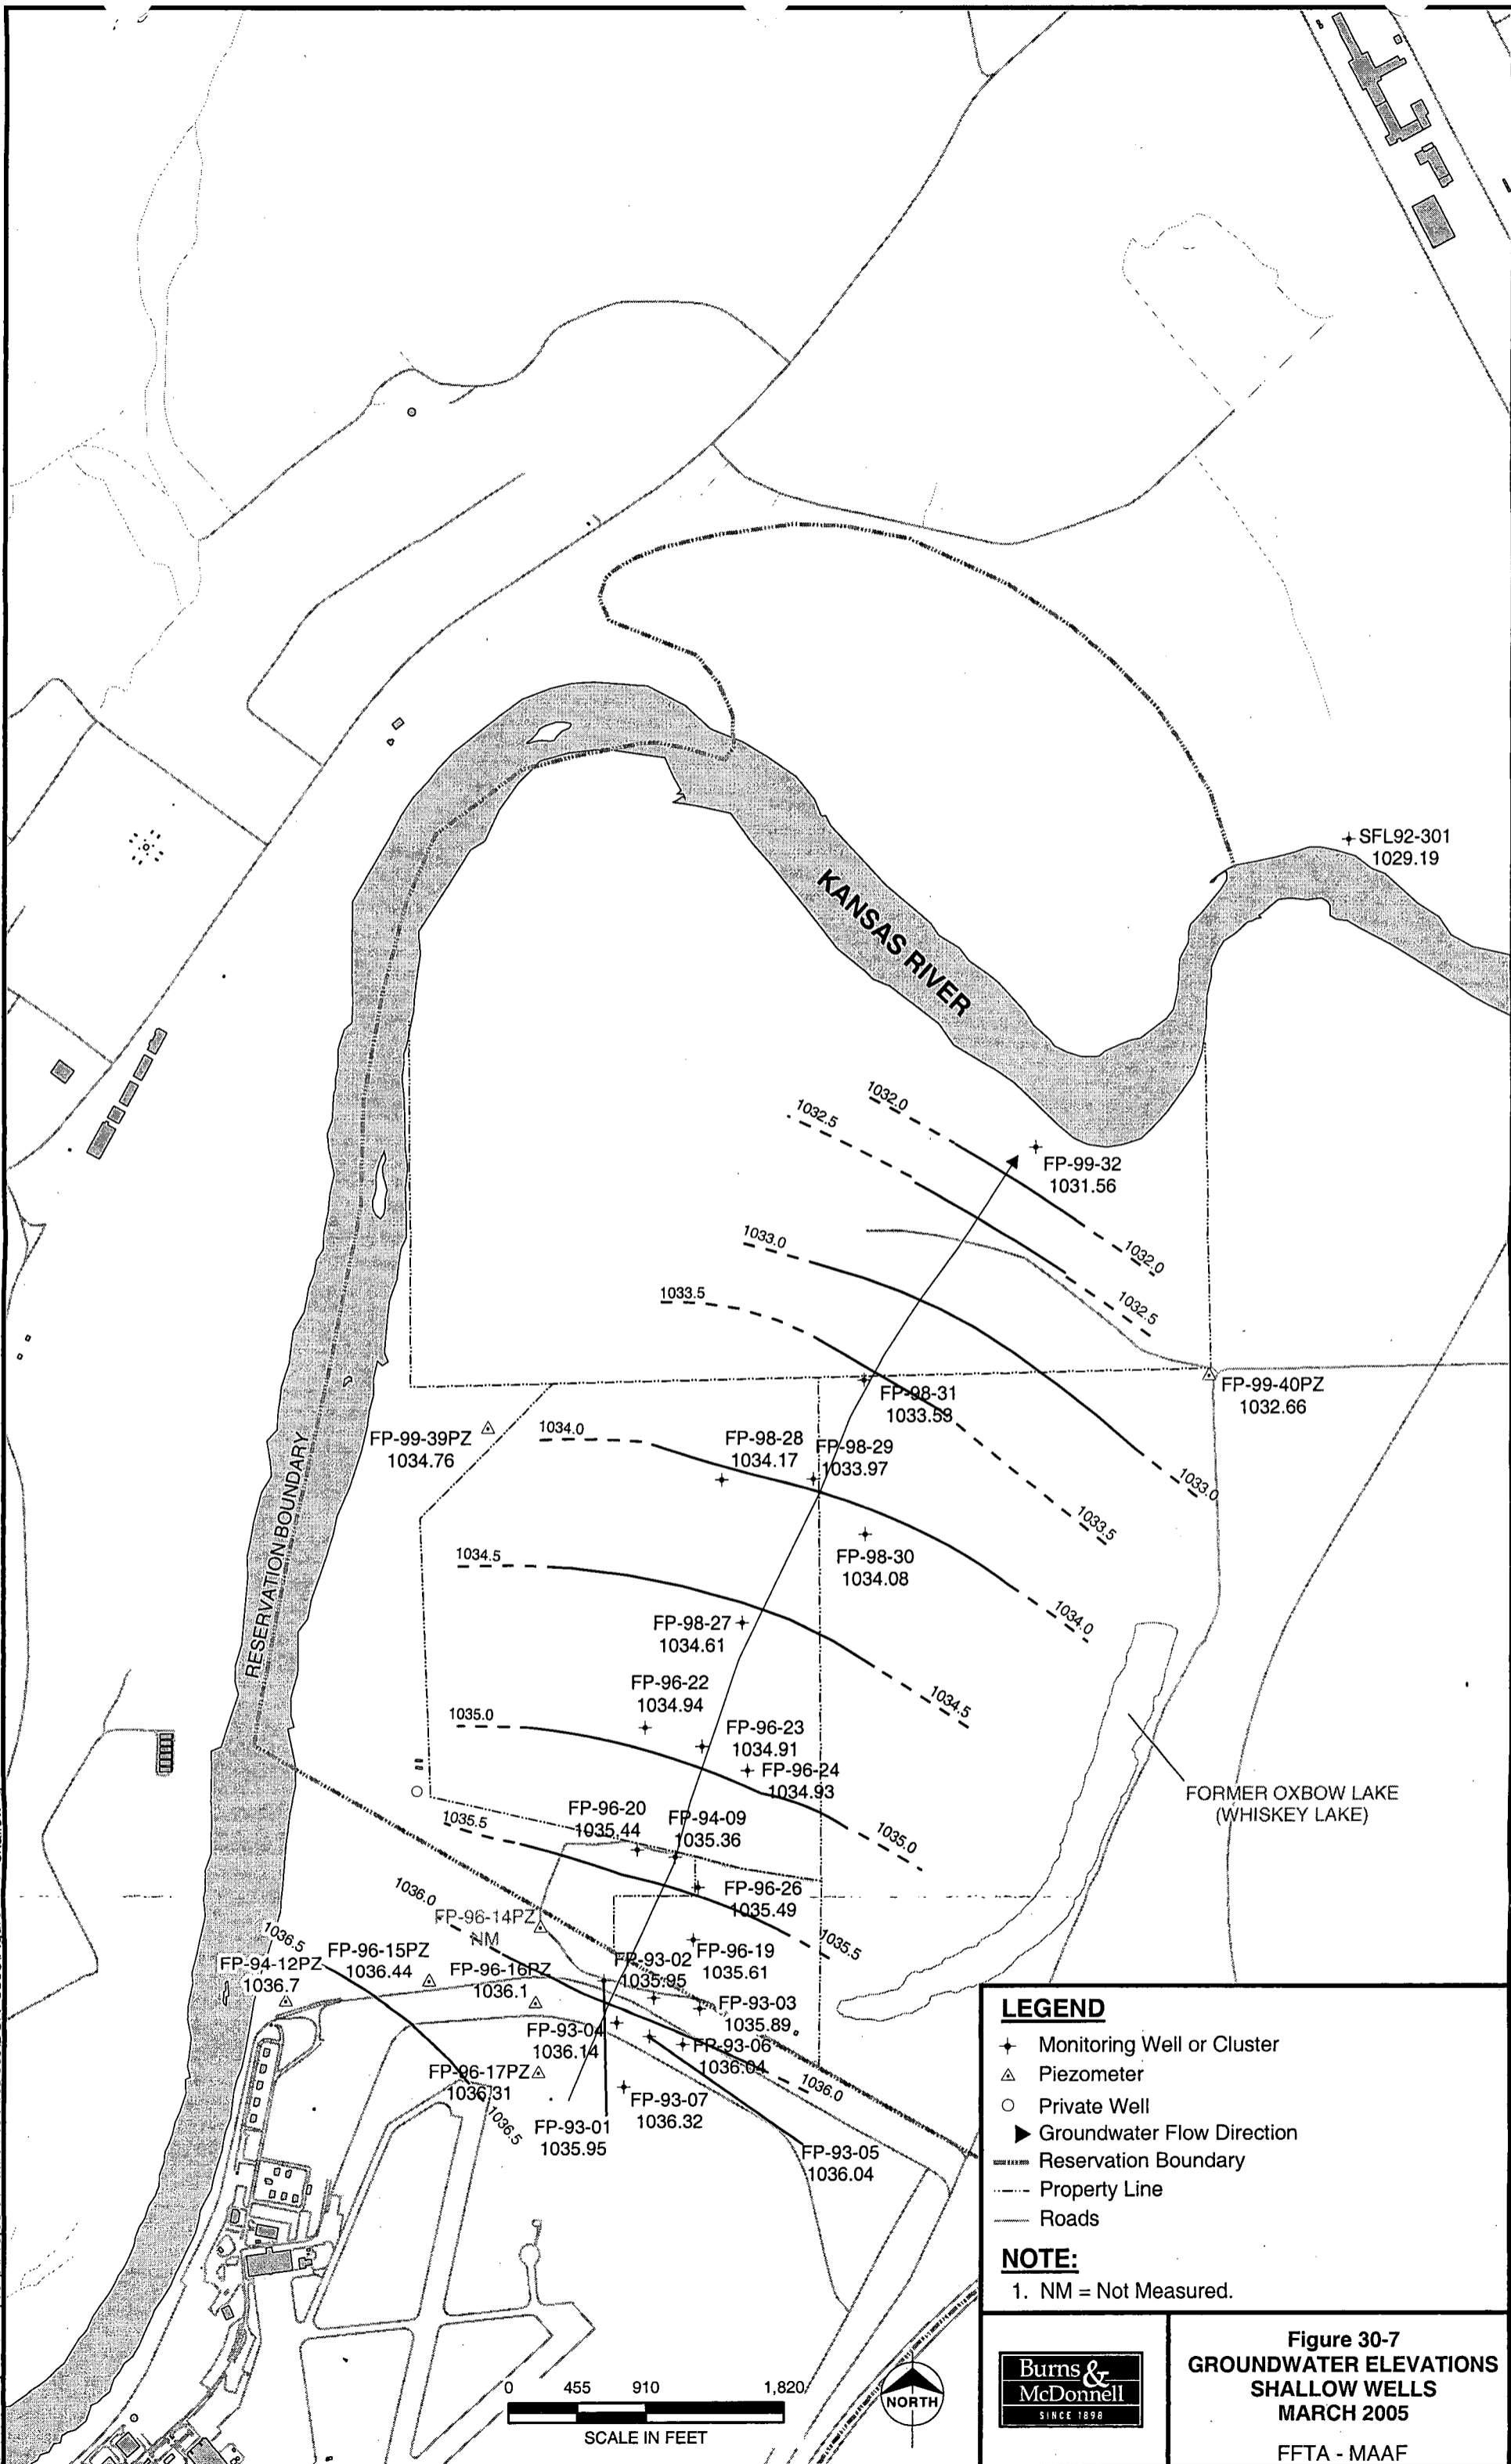 SFL92-301
1029.19
KANSAS RIVER
1032.0
1032.5
FP-99-32
1031.56
1033.0
1032.0
1033.5
1032.5
FP-98-31
1033.53
FP-99-40PZ
1032.66
FP-99-39PZ
1034.76
1034.0
FP-98-28
1034.17
FP-98-29
1033.97
1033.0
1033.5
RESERVATION BOUNDARY
1034.5
FP-98-30
1034.08
1034.0
FP-98-27
1034.61
FP-96-22
1034.94
1034.5
1035.0
FP-96-23
1034.91
FP-96-24
1034.93
FORMER OXBOW LAKE
(WHISKEY LAKE)
FP-96-20
1035.44
FP-94-09
1035.36
1035.5
1035.0
1036.0
FP-96-26
1035.49
FP-96-14PZ
NM
1036.5
1035.5
FP-94-12PZ
1036.7
FP-96-15PZ
1036.44
FP-96-16PZ
1036.1
FP-93-02
1035.95
FP-96-19
1035.61
FP-93-03
1035.89
FP-93-04
1036.14
FP-93-06
1036.04
FP-96-17PZ
1036.31
1036.0
1036.5
FP-93-07
1036.32
FP-93-01
1035.95
FP-93-05
1036.04
LEGEND
Monitoring Well or Cluster
Piezometer
Private Well
Groundwater Flow Direction
Reservation Boundary
Property Line
Roads
NOTE:
1. NM = Not Measured.
0 455 910 1,820
SCALE IN FEET
NORTH
Burns &
McDonnell
SINCE 1898
Figure 30-7
GROUNDWATER ELEVATIONS
SHALLOW WELLS
MARCH 2005
FFTA - MAAF